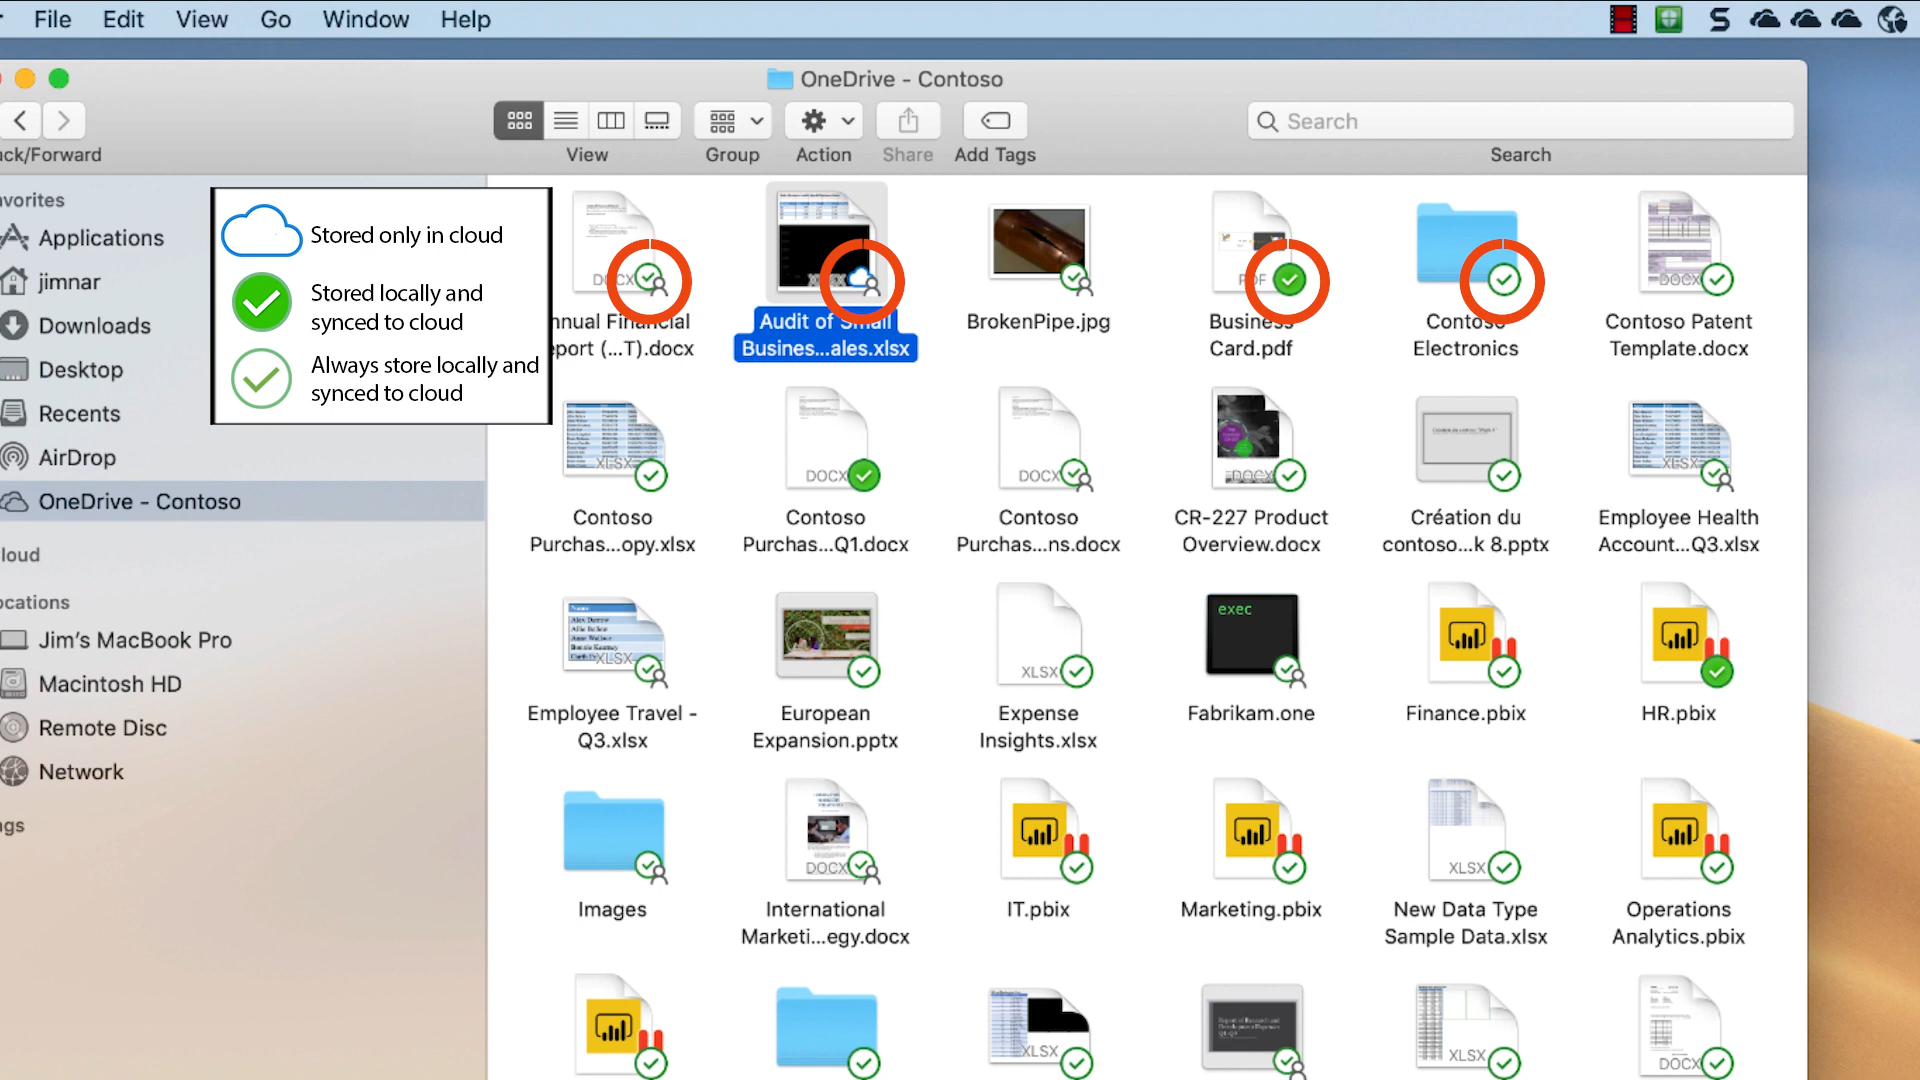 File Edit View Go Window Help
OneDrive - Contoso
Search
ck/Forward
View Group Action Share Add Tags Search
avorites
Applications
jimnar
Downloads
Desktop
Recents
AirDrop
OneDrive - Contoso
loud
ocations
Jim's MacBook Pro
Macintosh HD
Remote Disc
Network
gs
Stored only in cloud
Stored locally and
synced to cloud
Always store locally and
synced to cloud
nnual Financial
eport (...T).docx
Audit of Small
Busines...ales.xlsx
BrokenPipe.jpg
PDF
Business
Card.pdf
Contoso
Electronics
DOCX
Contoso Patent
Template.docx
XLSX
Contoso
Purchas...opy.xlsx
DOCX
Contoso
Purchas...Q1.docx
DOCX
Contoso
Purchas...ns.docx
DOCX
CR-227 Product
Overview.docx
Création du
contoso...k 8.pptx
XLSX
Employee Health
Account...Q3.xlsx
Name
XLSX
Employee Travel -
Q3.xlsx
European
Expansion.pptx
XLSX
Expense
Insights.xlsx
exec
Fabrikam.one
Finance.pbix
HR.pbix
Images
DOCX
International
Marketi...egy.docx
IT.pbix
Marketing.pbix
XLSX
New Data Type
Sample Data.xlsx
Operations
Analytics.pbix
XLSX
XLSX
DOCX